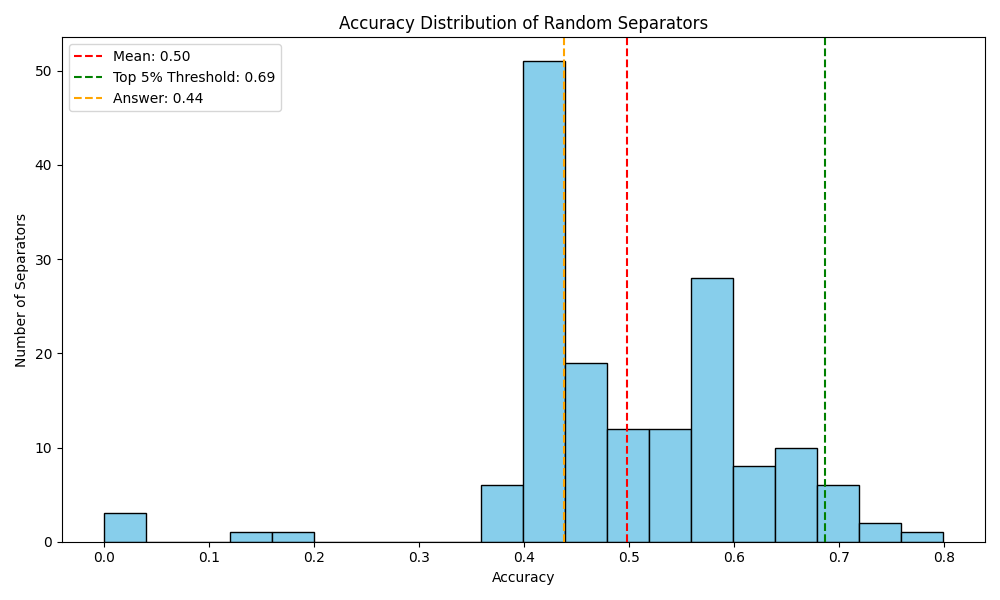 Accuracy Distribution of Random Separators
Mean: 0.50
Top 5% Threshold: 0.69
Answer: 0.44
Number of Separators
50
40
30
20
10
0
0.0 0.1 0.2 0.3 0.4 0.5 0.6 0.7 0.8
Accuracy